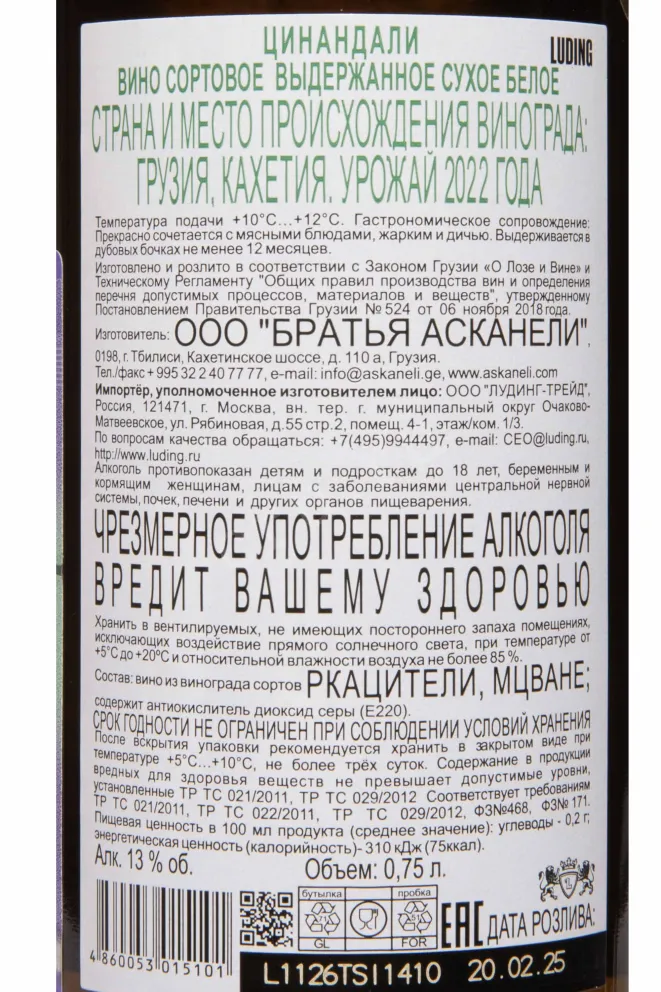 ЦИНАНДАЛИ
LUDING
ВИНО СОРТОВОЕ ВЫДЕРЖАННОЕ СУХОЕ БЕЛОЕ
СТРАНА И МЕСТО ПРОИСХОЖДЕНИЯ ВИНОГРАДА:
ГРУЗИЯ, КАХЕТИЯ. УРОЖАЙ 2022 ГОДА
Температура подачи +10°С...+12°С. Гастрономическое сопровождение:
Прекрасно сочетается с мясными блюдами, жарким и дичью. Выдерживается в
дубовых бочках не менее 12 месяцев.
Изготовлено и розлито в соответствии с Законом Грузии «О Лозе и Вине» и
Техническому Регламенту "Общих правил производства вин и определения
перечня допустимых процессов, материалов и веществ", утвержденному
Постановлением Правительства Грузии №524 от 06 ноября 2018 года.
Изготовитель: ООО "БРАТЬЯ АСКАНЕЛИ",
0198, г. Тбилиси, Кахетинское шоссе, д. 110 а, Грузия.
Тел./факс +995 32 2 40 77 77, e-mail: info@askaneli.ge, www.askaneli.com
Импортёр, уполномоченное изготовителем лицо: ООО "ЛУДИНГ-ТРЕЙД",
Россия, 121471, г. Москва, вн. тер. г. муниципальный округ Очаково-
Матвеевское, ул. Рябиновая, д.55 стр.2, помещ. 4-1, этаж/ком. 1/3.
По вопросам качества обращаться: +7(495)9944497, e-mail: CEO@luding.ru,
http://www.luding.ru
Алкоголь противопоказан детям и подросткам до 18 лет, беременным и
кормящим женщинам, лицам с заболеваниями центральной нервной
системы, почек, печени и других органов пищеварения.
ЧРЕЗМЕРНОЕ УПОТРЕБЛЕНИЕ АЛКОГОЛЯ
ВРЕДИТ ВАШЕМУ ЗДОРОВЬЮ
Хранить в вентилируемых, не имеющих постороннего запаха помещениях,
исключающих воздействие прямого солнечного света, при температуре от
+5°С до +20°С и относительной влажности воздуха не более 85 %.
Состав: вино из винограда сортов РКАЦИТЕЛИ, МЦВАНЕ;
содержит антиокислитель диоксид серы (Е220).
СРОК ГОДНОСТИ НЕ ОГРАНИЧЕН ПРИ СОБЛЮДЕНИИ УСЛОВИЙ ХРАНЕНИЯ
После вскрытия упаковки рекомендуется хранить в закрытом виде при
температуре +5°С...+10°С, не более трёх суток. Содержание в продукции
вредных для здоровья веществ не превышает допустимые уровни,
установленные ТР ТС 021/2011, ТР ТС 029/2012 Соответствует требованиям
ТР ТС 021/2011, ТР ТС 022/2011, ТР ТС 029/2012, ФЗ№468, ФЗ№ 171.
Пищевая ценность в 100 мл продукта (среднее значение): углеводы - 0,2 г;
энергетическая ценность (калорийность)- 310 кДж (75ккал).
Алк. 13 % об.
Объем: 0,75 л.
бутылка
пробка
71
51
GL
FOR
EAC
ДАТА РОЗЛИВА:
4 860053 015101
L1126TSI1410 20.02.25